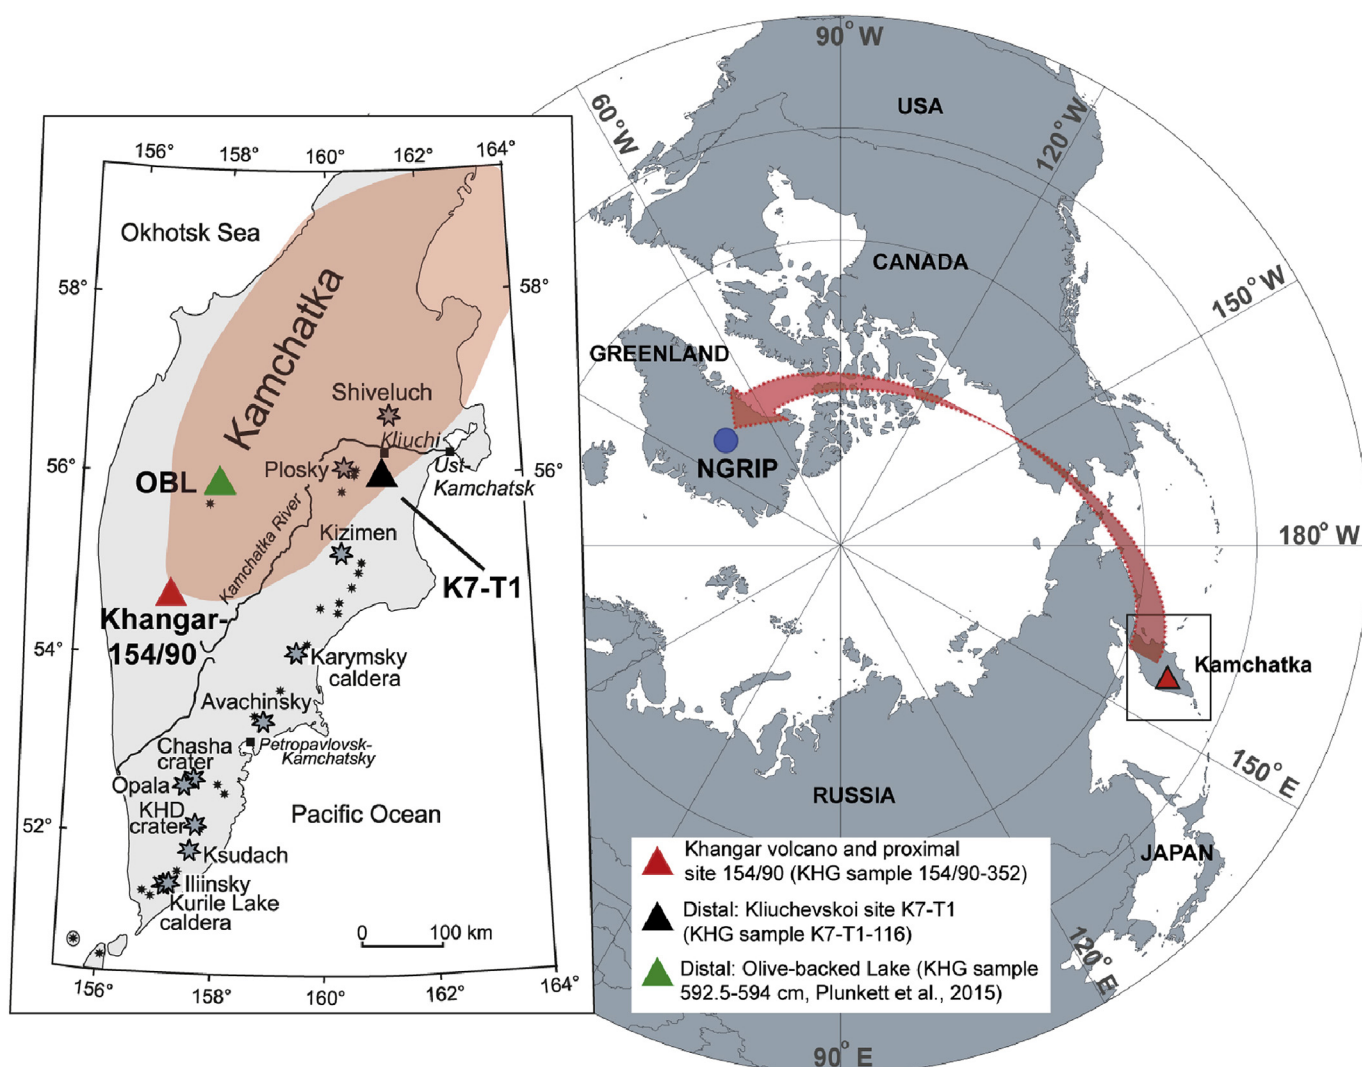 156°
158°
160°
162°
164°
Okhotsk Sea
58°
58°
Kamchatka
Shiveluch
Kliuchi
Plosky
Ust-
Kamchatsk
56°
56°
OBL
Kamchatka River
Kizimen
K7-T1
Khangar-
154/90
54°
Karymsky
caldera
Avachinsky
Petropavlovsk-
Kamchatsky
Chasha
crater
Opala
KHD
crater
Pacific Ocean
52°
Ksudach
Iliinsky
Kurile Lake
caldera
0
100 km
156°
158°
160°
162°
164°
90° W
60° W
USA
120° W
CANADA
150° W
GREENLAND
NGRIP
180° W
Kamchatka
150° E
RUSSIA
JAPAN
120° E
90° E
Khangar volcano and proximal
site 154/90 (KHG sample 154/90-352)
Distal: Kliuchevskoi site K7-T1
(KHG sample K7-T1-116)
Distal: Olive-backed Lake (KHG sample
592.5-594 cm, Plunkett et al., 2015)